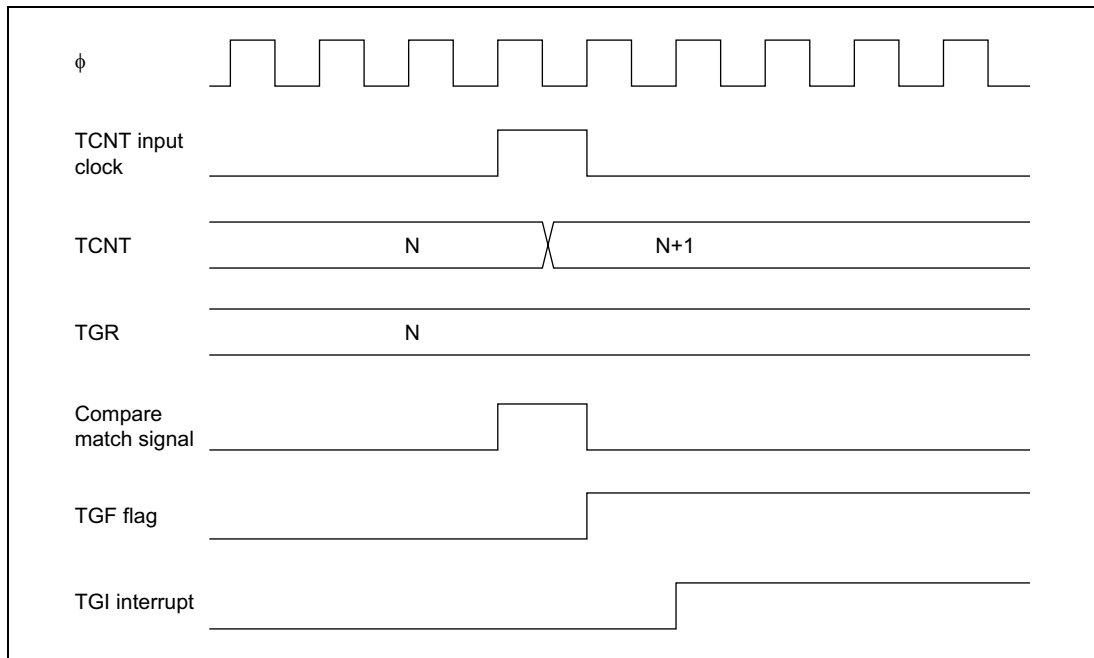 ϕ
TCNT input
clock
TCNT
N
N+1
TGR
N
Compare
match signal
TGF flag
TGI interrupt